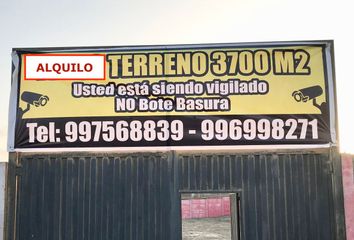 ALQUILO TERRENO 3700 M2
Usted está siendo vigilado
NO Bote Basura
Tel: 997568839 - 996998271